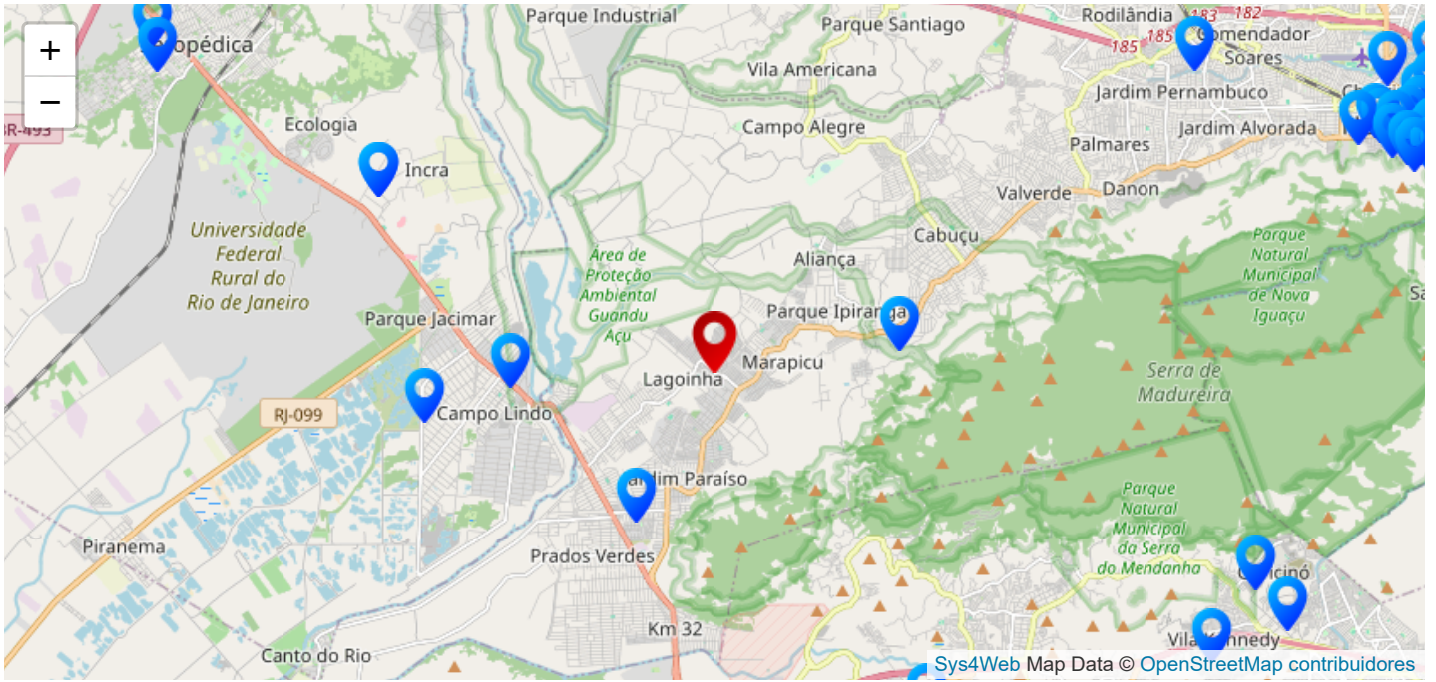 +
−
Parque Industrial
Parque Santiago
Rodilândia
183
182
185
185
Comendador
Soares
Vila Americana
Jardim Pernambuco
BR-493
Ecologia
Campo Alegre
Jardim Alvorada
Palmares
Incra
Valverde
Danon
Universidade
Federal
Rural do
Rio de Janeiro
Cabuçu
Parque
Natural
Municipal
de Nova
Iguaçu
Área de
Proteção
Ambiental
Guandu
Açu
Aliança
Parque Ipiranga
Parque Jacimar
Marapicu
Lagoinha
Serra de
Madureira
RJ-099
Campo Lindo
Jardim Paraíso
Parque
Natural
Municipal
da Serra
do Mendanha
Piranema
Prados Verdes
Km 32
Canto do Rio
Sys4Web Map Data © OpenStreetMap contribuidores